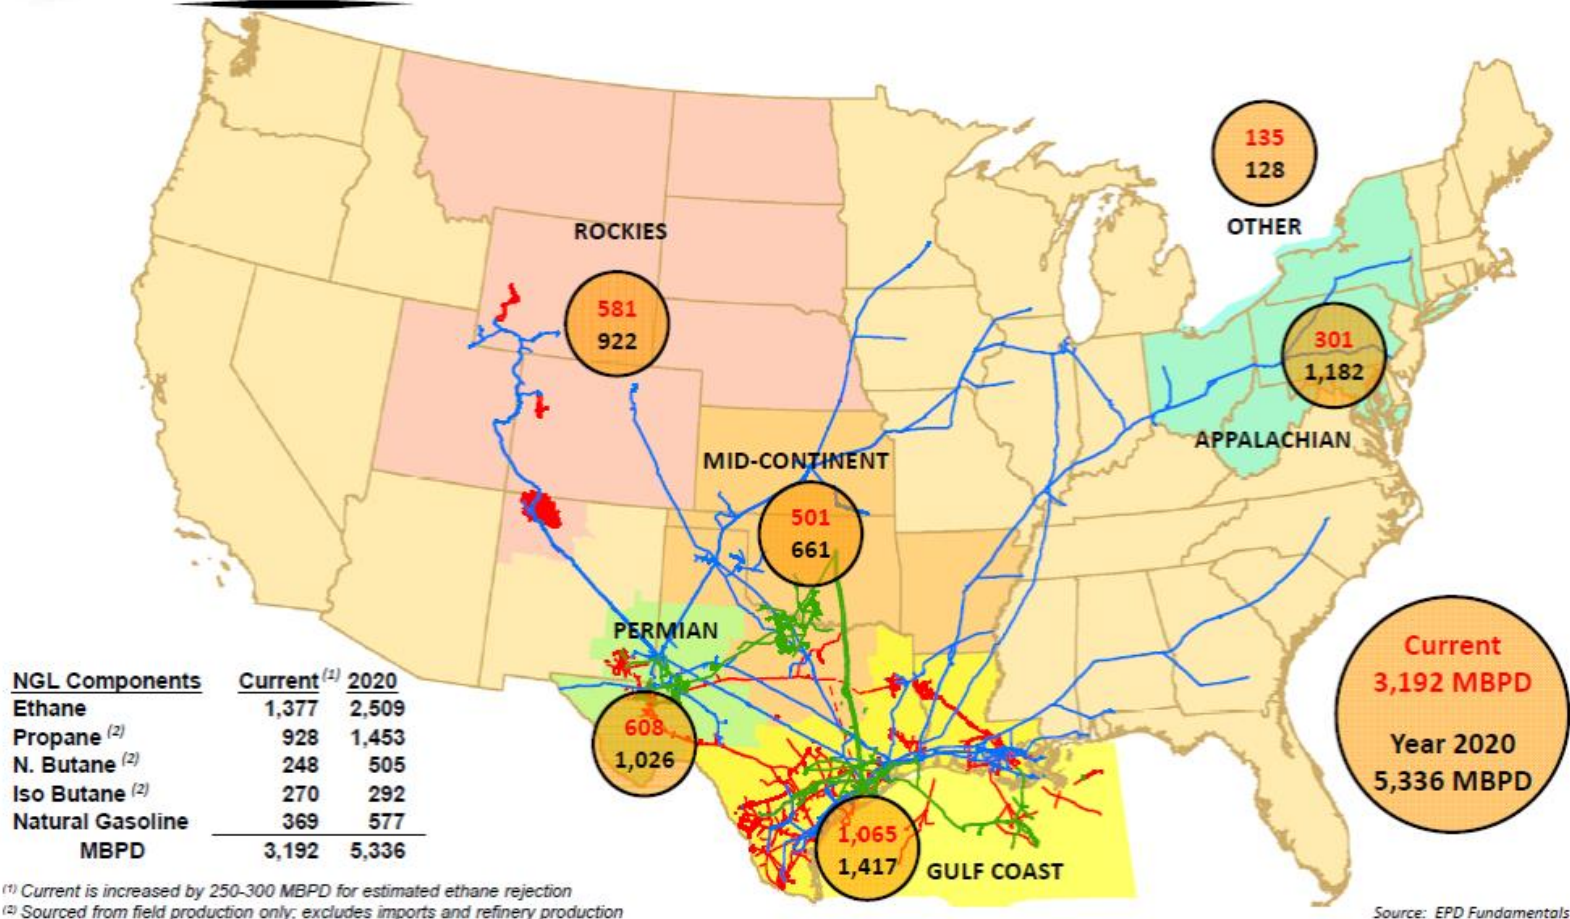 135
128
OTHER
ROCKIES
581
922
301
1,182
APPALACHIAN
MID-CONTINENT
501
661
PERMIAN
608
1,026
1,065
1,417
GULF COAST
Current
3,192 MBPD
Year 2020
5,336 MBPD
NGL Components Current (1) 2020
Ethane 1,377 2,509
Propane (2) 928 1,453
N. Butane (2) 248 505
Iso Butane (2) 270 292
Natural Gasoline 369 577
MBPD 3,192 5,336
(1) Current is increased by 250-300 MBPD for estimated ethane rejection
(2) Sourced from field production only; excludes imports and refinery production
Source: EPD Fundamentals